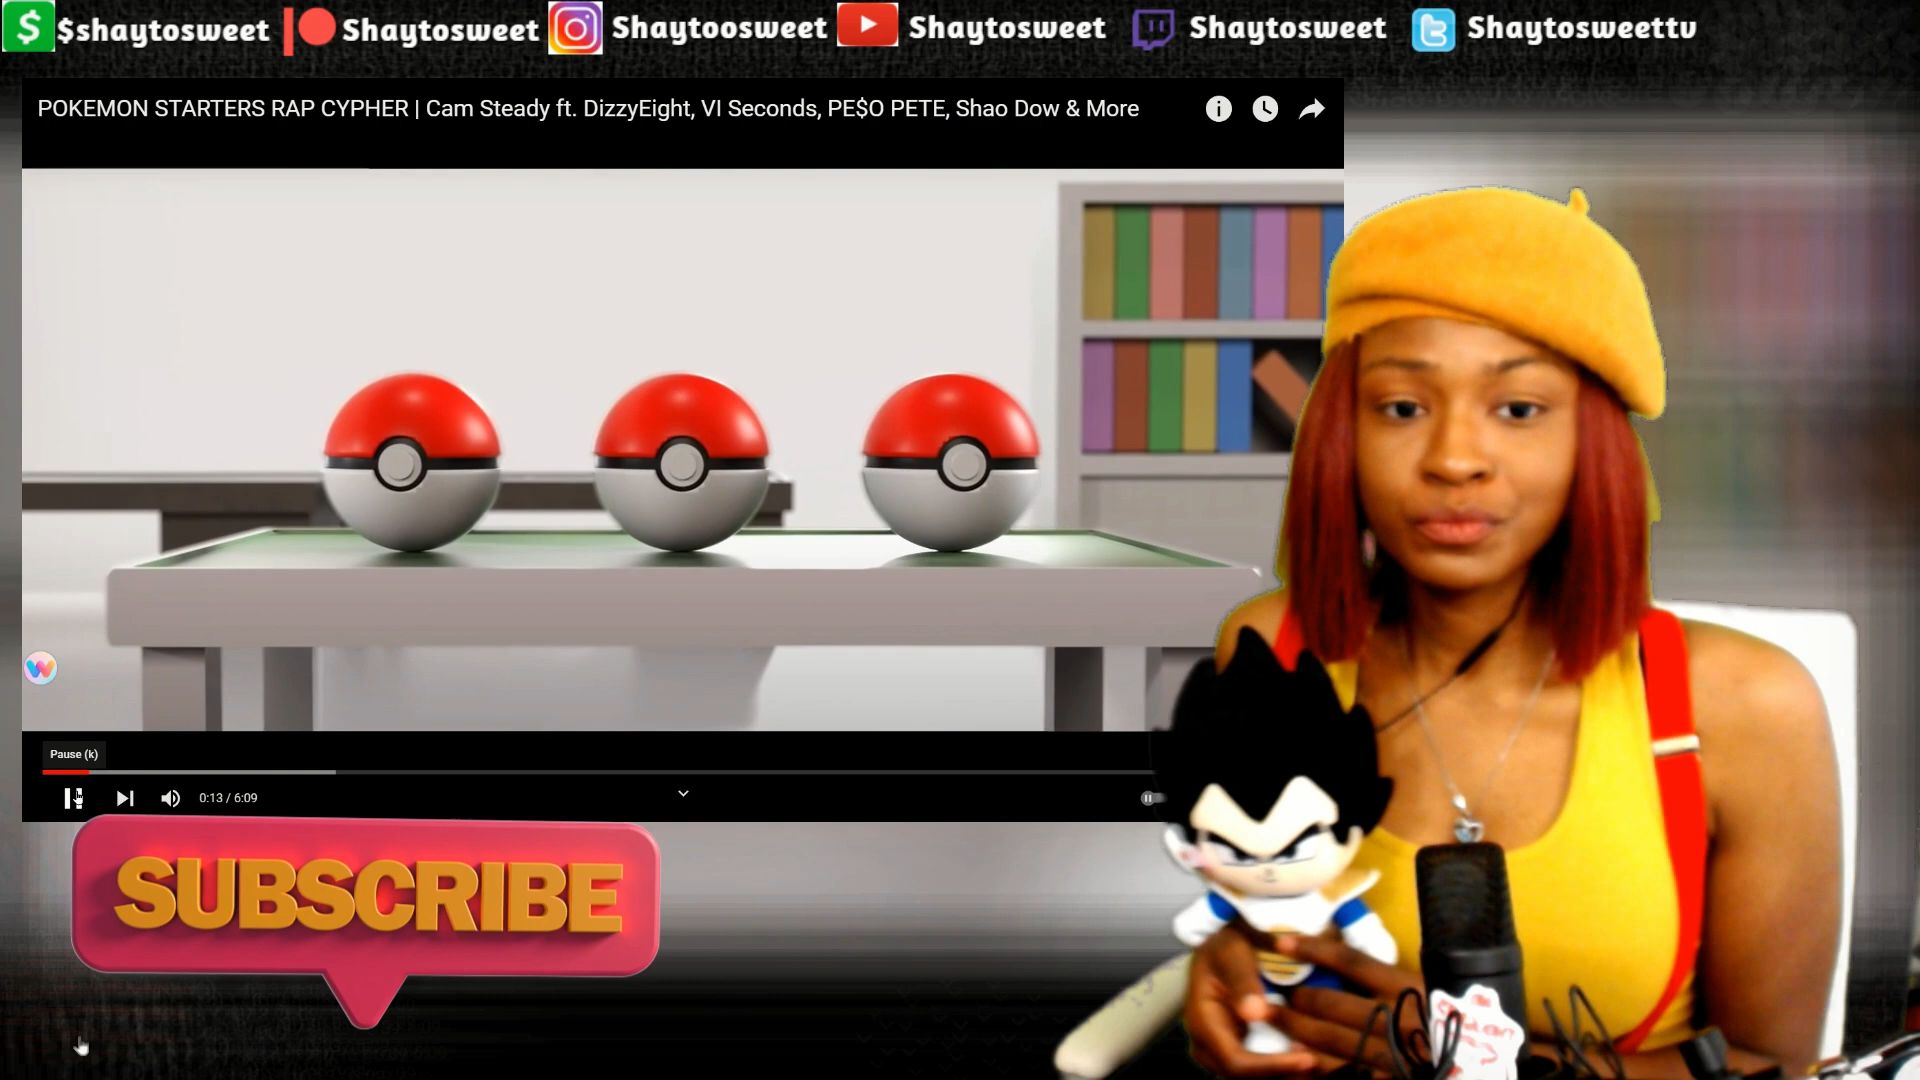 $shaytosweet Shaytosweet Shaytoosweet Shaytosweet Shaytosweet Shaytosweettv
POKEMON STARTERS RAP CYPHER | Cam Steady ft. DizzyEight, VI Seconds, PE$O PETE, Shao Dow & More
Pause (k)
0:13 / 6:09
SUBSCRIBE